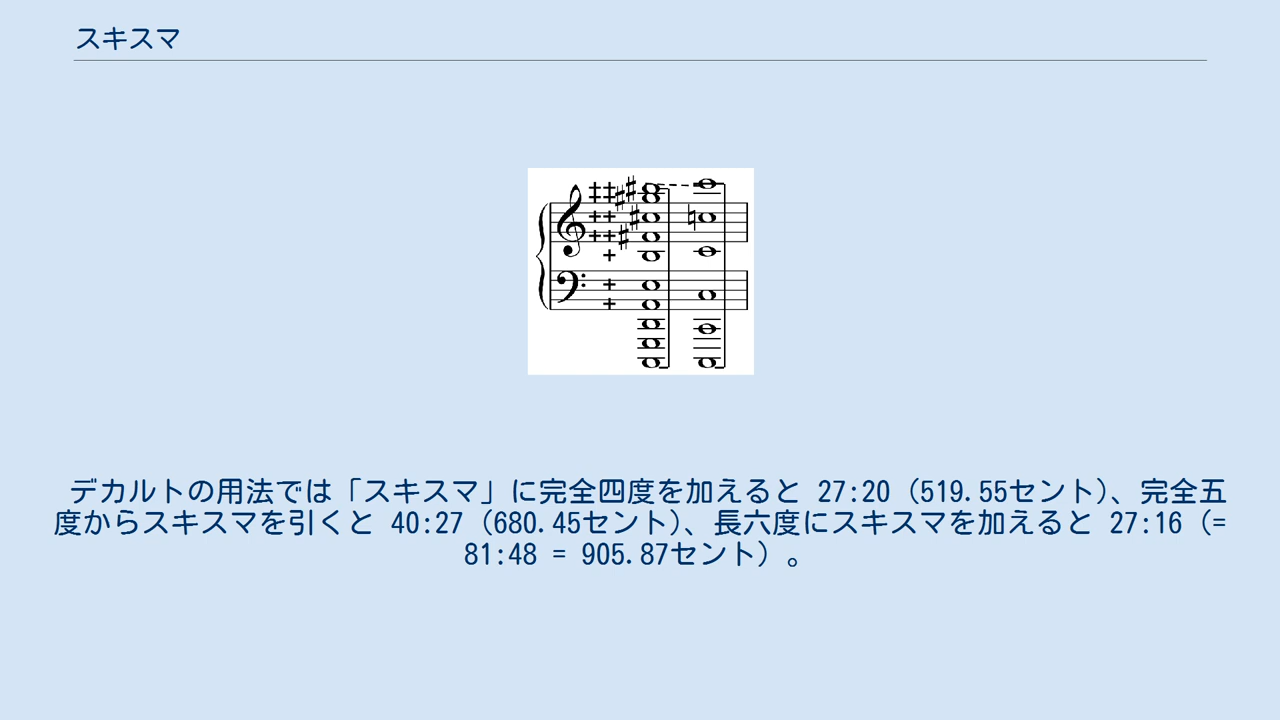 スキスマ
デカルトの用法では「スキスマ」に完全四度を加えると 27:20（519.55セント）、完全五
度からスキスマを引くと 40:27（680.45セント）、長六度にスキスマを加えると 27:16（=
81:48 = 905.87セント）。